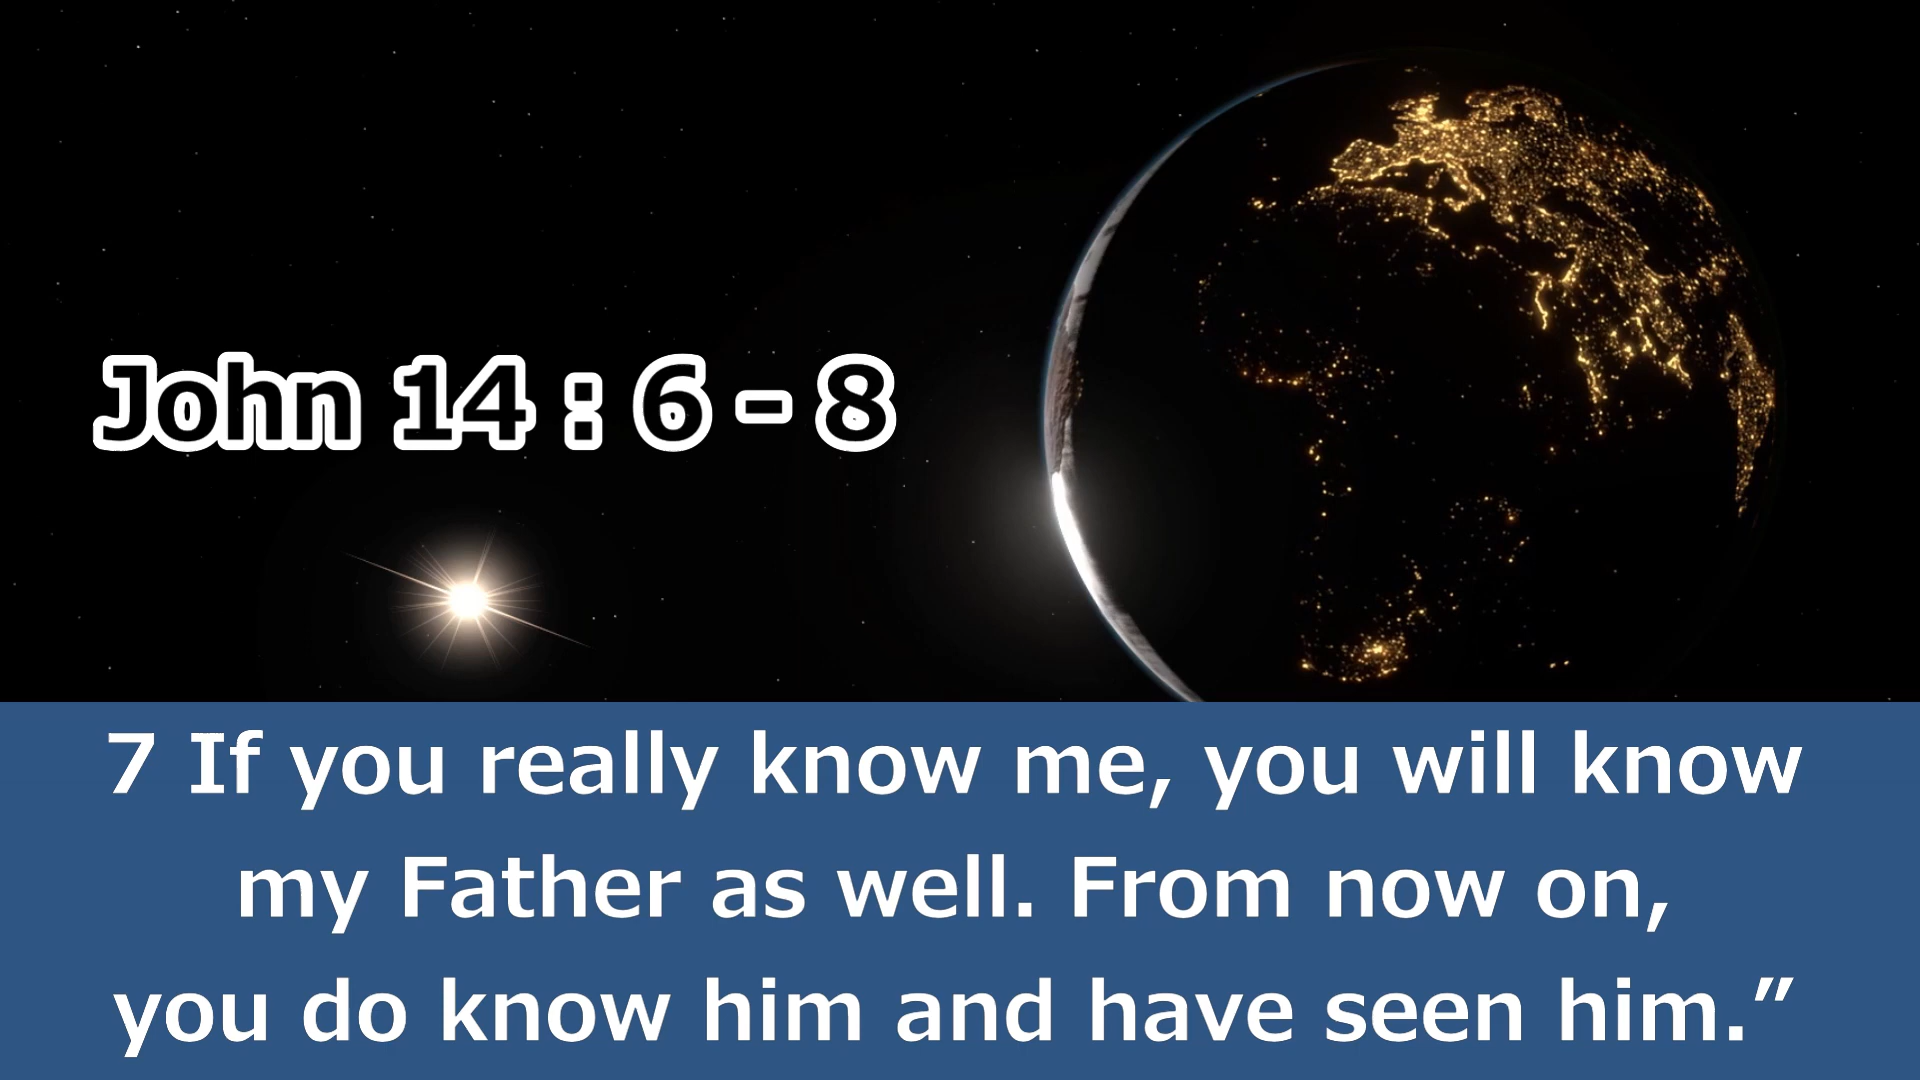 John 14 : 6 - 8
7 If you really know me, you will know
my Father as well. From now on,
you do know him and have seen him.”